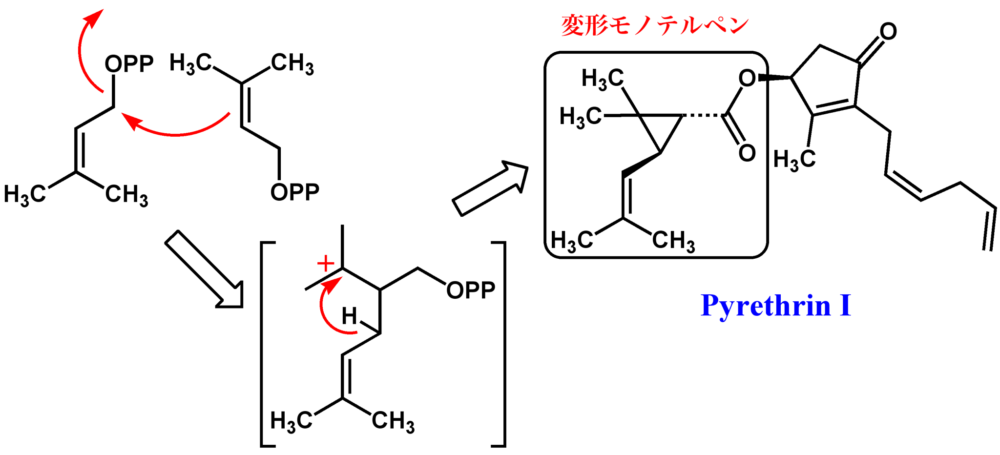 変形モノテルペン
O
OPP
H3C
CH3
H3C
O
H3C
O
H3C
H3C
CH3
OPP
H3C
CH3
+
OPP
H
H3C
CH3
Pyrethrin I